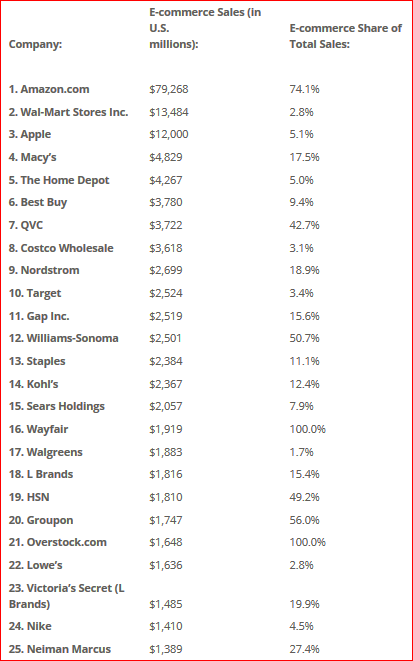 Company: E-commerce Sales (in U.S. millions): E-commerce Share of Total Sales:
1. Amazon.com $79,268 74.1%
2. Wal-Mart Stores Inc. $13,484 2.8%
3. Apple $12,000 5.1%
4. Macy’s $4,829 17.5%
5. The Home Depot $4,267 5.0%
6. Best Buy $3,780 9.4%
7. QVC $3,722 42.7%
8. Costco Wholesale $3,618 3.1%
9. Nordstrom $2,699 18.9%
10. Target $2,524 3.4%
11. Gap Inc. $2,519 15.6%
12. Williams-Sonoma $2,501 50.7%
13. Staples $2,384 11.1%
14. Kohl’s $2,367 12.4%
15. Sears Holdings $2,057 7.9%
16. Wayfair $1,919 100.0%
17. Walgreens $1,883 1.7%
18. L Brands $1,816 15.4%
19. HSN $1,810 49.2%
20. Groupon $1,747 56.0%
21. Overstock.com $1,648 100.0%
22. Lowe’s $1,636 2.8%
23. Victoria’s Secret (L
Brands) $1,485 19.9%
24. Nike $1,410 4.5%
25. Neiman Marcus $1,389 27.4%